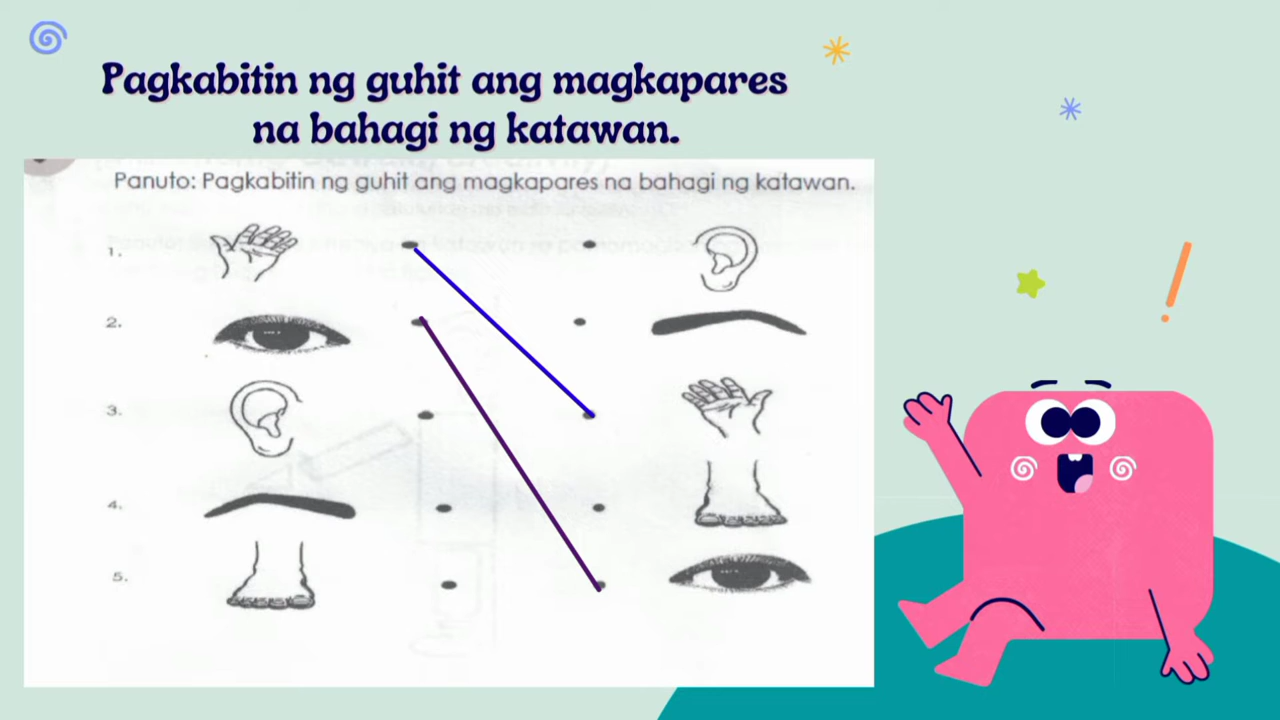 Pagkabitin ng guhit ang magkapares
na bahagi ng katawan.
Panuto: Pagkabitin ng guhit ang magkapares na bahagi ng katawan.
1.
2.
3.
4.
5.